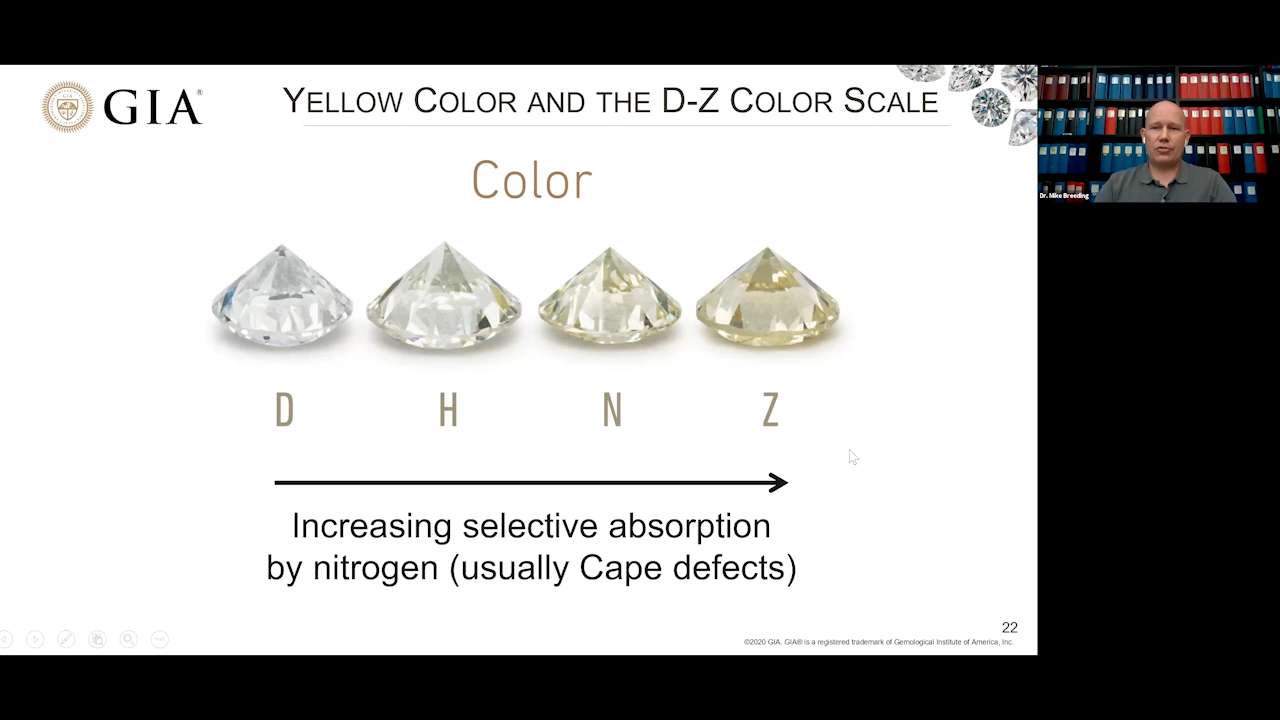 GIA®
YELLOW COLOR AND THE D-Z COLOR SCALE
Color
D H N Z
Increasing selective absorption
by nitrogen (usually Cape defects)
22
©2020 GIA. GIA® is a registered trademark of Gemological Institute of America, Inc.
Dr. Mike Breeding